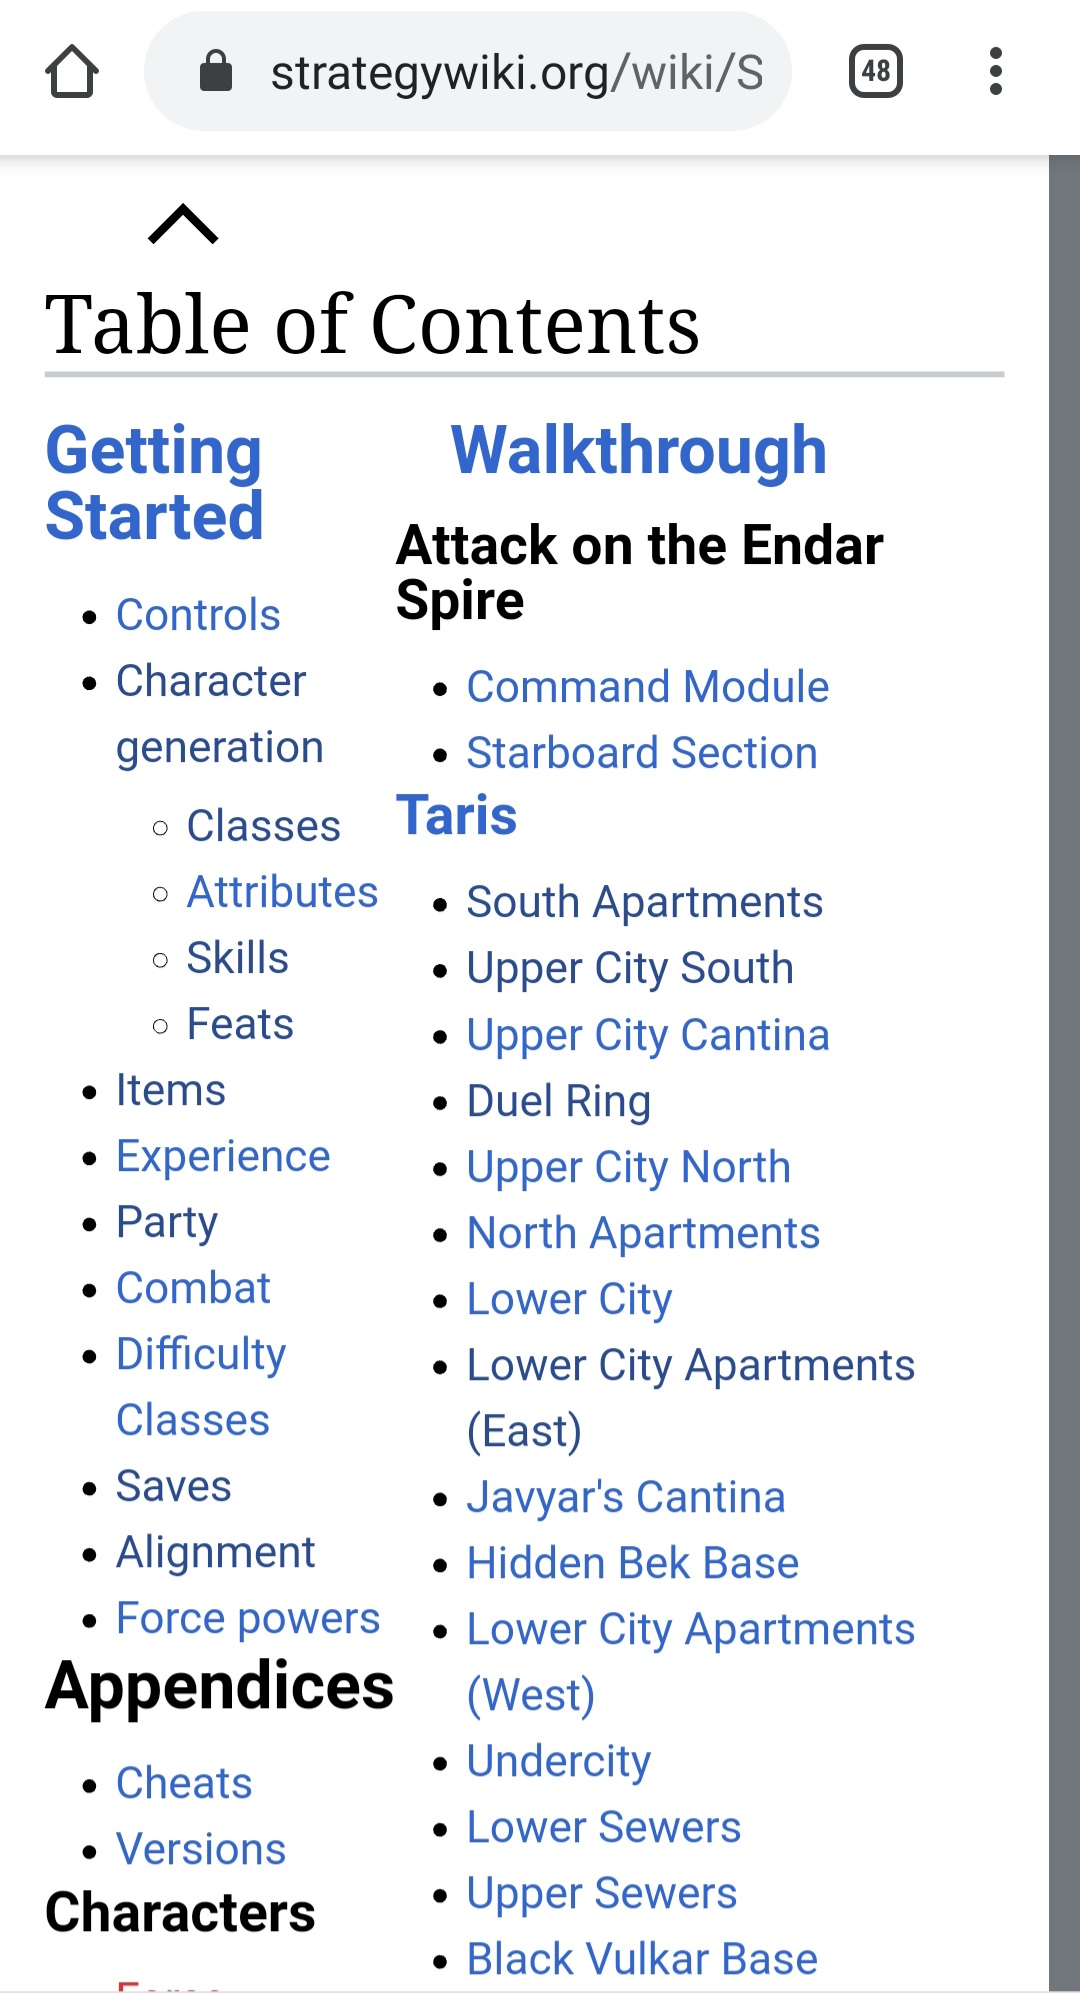 strategywiki.org/wiki/S
48
Table of Contents
Getting
Started
Controls
Character
generation
Classes
Attributes
Skills
Feats
Items
Experience
Party
Combat
Difficulty
Classes
Saves
Alignment
Force powers
Appendices
Cheats
Versions
Characters
Walkthrough
Attack on the Endar
Spire
Command Module
Starboard Section
Taris
South Apartments
Upper City South
Upper City Cantina
Duel Ring
Upper City North
North Apartments
Lower City
Lower City Apartments
(East)
Javyar's Cantina
Hidden Bek Base
Lower City Apartments
(West)
Undercity
Lower Sewers
Upper Sewers
Black Vulkar Base